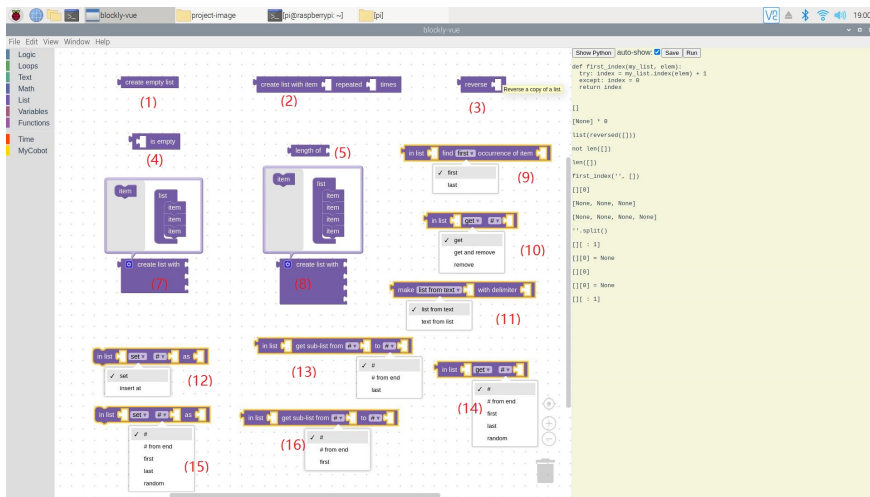 blockly-vue
project-image
[pi@raspberrypi: ~]
[pi]
V2
19:00
blockly-vue
File Edit View Window Help
Logic
Loops
Text
Math
List
Variables
Functions
Time
MyCobot
create empty list
(1)
create list with item repeated times
(2)
reverse
Reverse a copy of a list.
(3)
is empty
(4)
length of
(5)
in list find first occurrence of item
✓ first
last
(9)
item
list
item
item
item
item
create list with
(7)
item
list
item
item
item
item
create list with
(8)
in list get #
✓ get
get and remove
remove
(10)
make list from text with delimiter
✓ list from text
text from list
(11)
in list set # as
✓ set
insert at
(12)
in list get sub-list from # to #
✓ #
# from end
last
(13)
in list get #
✓ #
# from end
first
last
random
(14)
in list set # as
✓ #
# from end
first
last
random
(15)
in list get sub-list from # to #
✓ #
# from end
first
(16)
Show Python auto-show: Save Run
def first_index(my_list, elem):
try: index = my_list.index(elem) + 1
except: index = 0
return index
[]
[None] * 0
list(reversed([]))
not len([])
len([])
first_index('', [])
[][0]
[None, None, None]
[None, None, None, None]
''.split()
[][ : 1]
[][0] = None
[][0]
[][0] = None
[][ : 1]